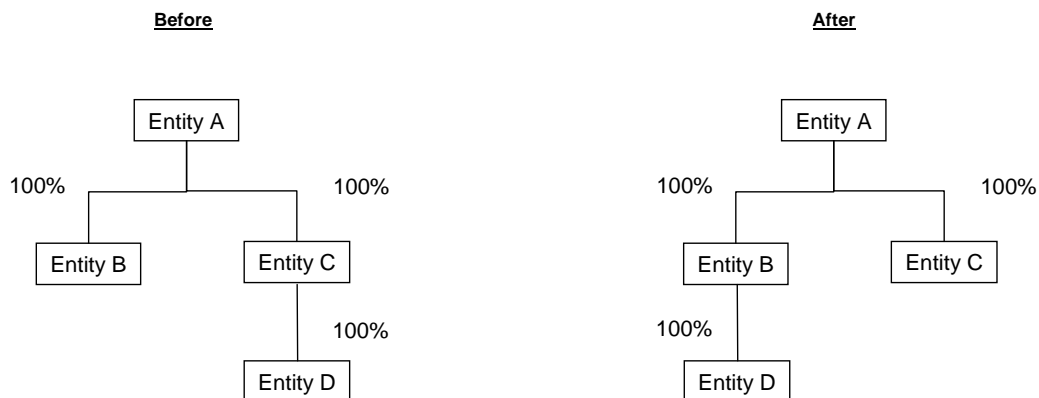 Before
After
Entity A
Entity A
100%
100%
100%
100%
Entity B
Entity C
Entity B
Entity C
100%
100%
Entity D
Entity D